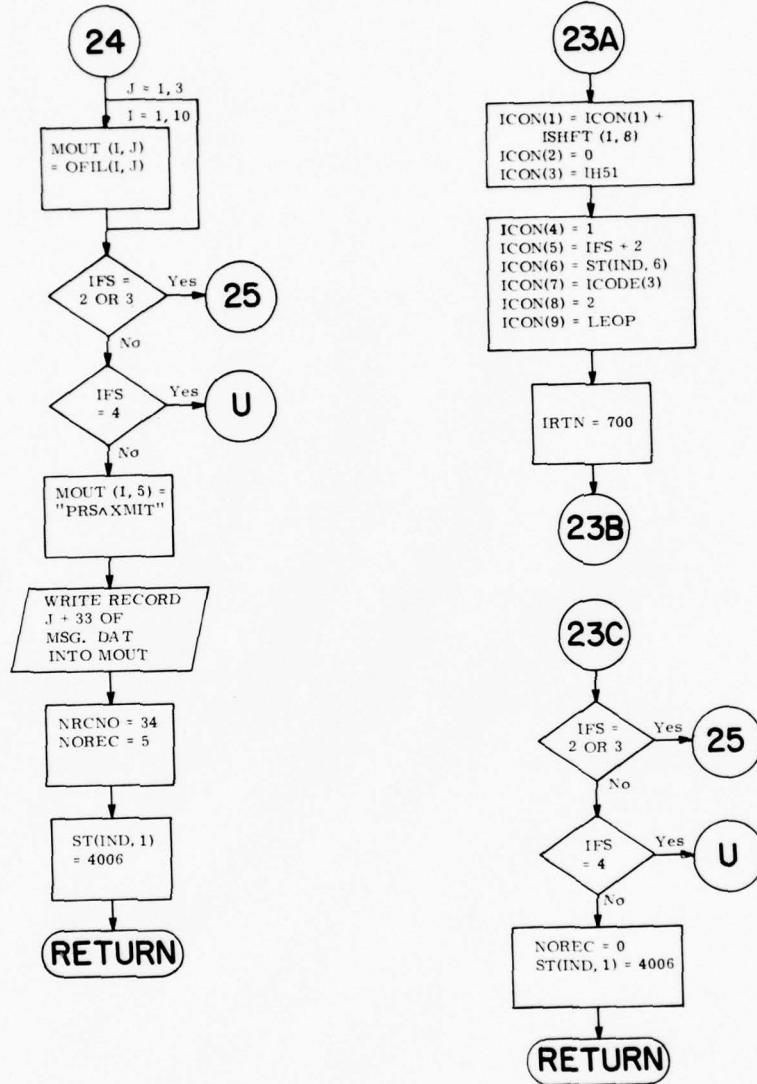 24
J = 1, 3
I = 1, 10
MOUT (I, J)
= OFIL(I, J)
IFS =
2 OR 3
Yes
25
No
IFS
= 4
Yes
U
No
MOUT (I, 5) =
"PRS∧XMIT"
WRITE RECORD
J + 33 OF
MSG. DAT
INTO MOUT
NRCNO = 34
NOREC = 5
ST(IND, 1)
= 4006
RETURN
23A
ICON(1) = ICON(1) +
ISHFT (I, 8)
ICON(2) = 0
ICON(3) = IH51
ICON(4) = 1
ICON(5) = IFS + 2
ICON(6) = ST(IND, 6)
ICON(7) = ICODE(3)
ICON(8) = 2
ICON(9) = LEOP
IRTN = 700
23B
23C
IFS =
2 OR 3
Yes
25
No
IFS
= 4
Yes
U
No
NOREC = 0
ST(IND, 1) = 4006
RETURN